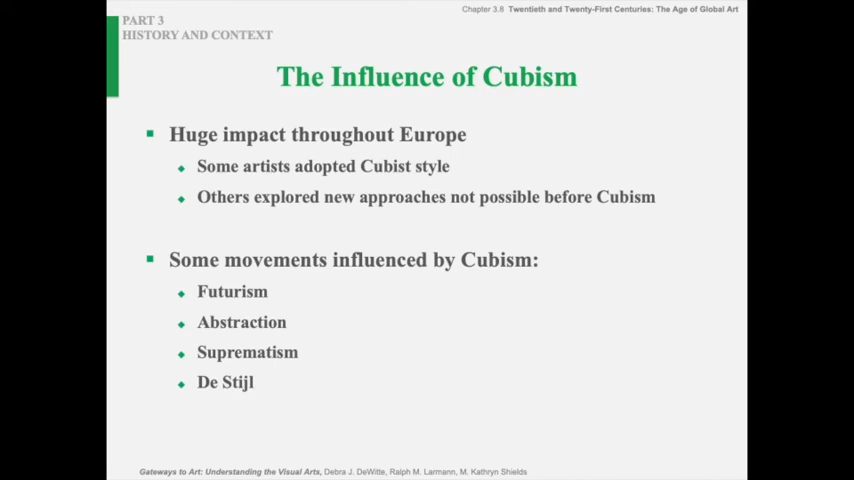 Chapter 3.8 Twentieth and Twenty-First Centuries: The Age of Global Art
PART 3
HISTORY AND CONTEXT
The Influence of Cubism
Huge impact throughout Europe
Some artists adopted Cubist style
Others explored new approaches not possible before Cubism
Some movements influenced by Cubism:
Futurism
Abstraction
Suprematism
De Stijl
Gateways to Art: Understanding the Visual Arts, Debra J. DeWitte, Ralph M. Larmann, M. Kathryn Shields